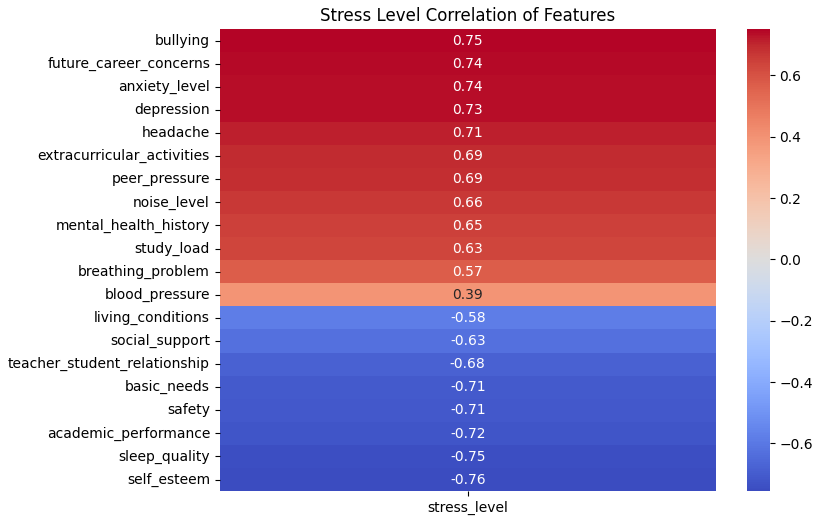 Stress Level Correlation of Features
bullying 0.75
future_career_concerns 0.74
anxiety_level 0.74
depression 0.73
headache 0.71
extracurricular_activities 0.69
peer_pressure 0.69
noise_level 0.66
mental_health_history 0.65
study_load 0.63
breathing_problem 0.57
blood_pressure 0.39
living_conditions -0.58
social_support -0.63
teacher_student_relationship -0.68
basic_needs -0.71
safety -0.71
academic_performance -0.72
sleep_quality -0.75
self_esteem -0.76
stress_level
0.6
0.4
0.2
0.0
−0.2
−0.4
−0.6